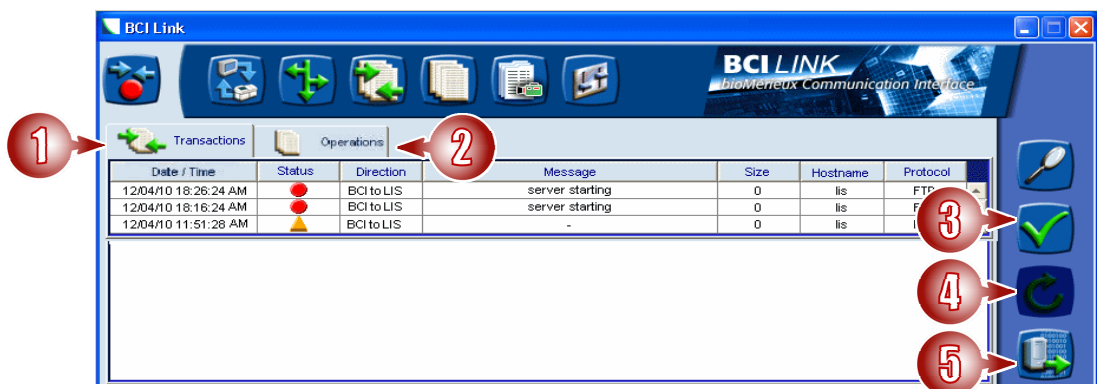 BCI Link
BCI LINK
bioMérieux Communication Interface
1
Transactions
Operations
2
Date / Time Status Direction Message Size Hostname Protocol
12/04/10 18:26:24 AM BCI to LIS server starting 0 lis FTP
12/04/10 18:16:24 AM BCI to LIS server starting 0 lis
12/04/10 11:51:28 AM BCI to LIS - 0 lis
3
4
5